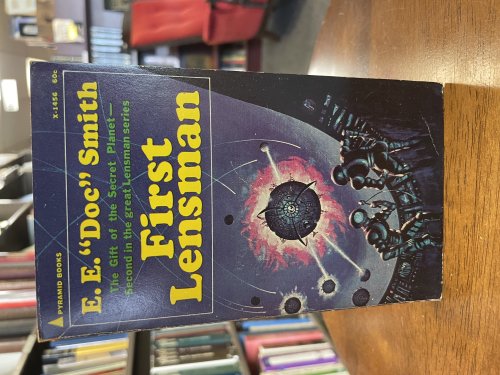 PYRAMID BOOKS
X-1456 60c
E.E. “Doc” Smith
The Gift of the Secret Planet—
Second in the great Lensman series
First
Lensman